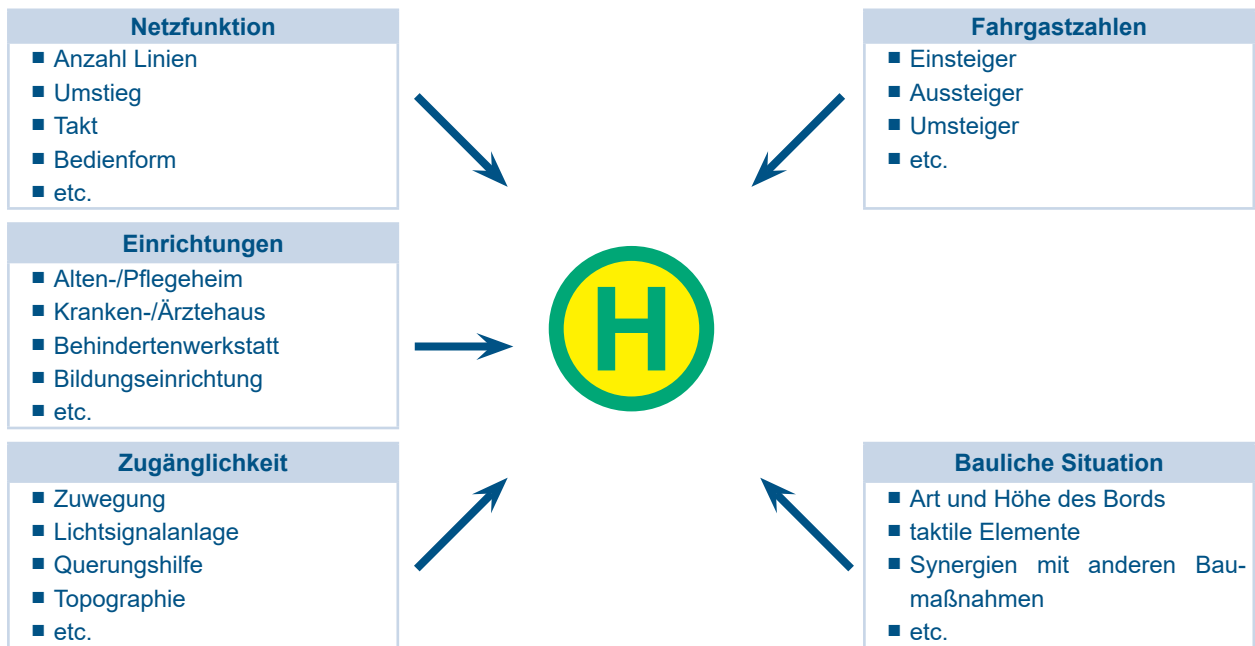 Netzfunktion
■ Anzahl Linien
■ Umstieg
■ Takt
■ Bedienform
■ etc.
Einrichtungen
■ Alten-/Pflegeheim
■ Kranken-/Ärztehaus
■ Behindertenwerkstatt
■ Bildungseinrichtung
■ etc.
Zugänglichkeit
■ Zuwegung
■ Lichtsignalanlage
■ Querungshilfe
■ Topographie
■ etc.
H
Fahrgastzahlen
■ Einsteiger
■ Aussteiger
■ Umsteiger
■ etc.
Bauliche Situation
■ Art und Höhe des Bords
■ taktile Elemente
■ Synergien mit anderen Bau-
maßnahmen
■ etc.